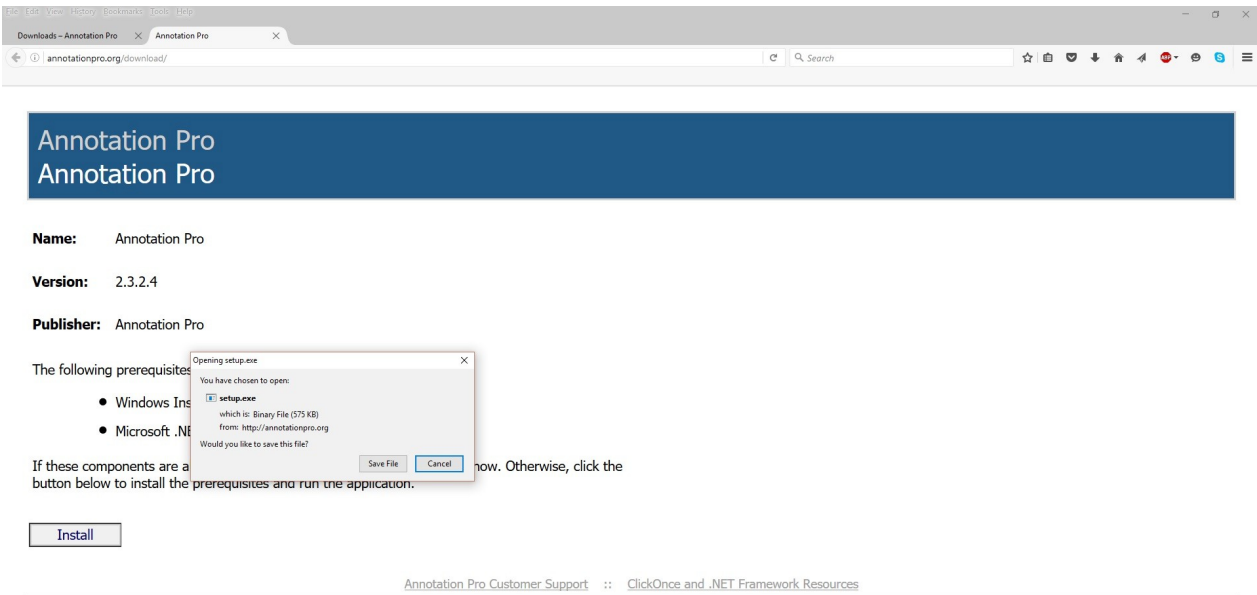 File Edit View History Bookmarks Tools Help
Downloads – Annotation Pro
Annotation Pro
annotationpro.org/download/
Search
ABP
Annotation Pro
Annotation Pro
Name: Annotation Pro
Version: 2.3.2.4
Publisher: Annotation Pro
The following prerequisites
Windows Ins
Microsoft .NE
If these components are a
now. Otherwise, click the
button below to install the prerequisites and run the application.
Opening setup.exe
You have chosen to open:
setup.exe
which is: Binary File (575 KB)
from: http://annotationpro.org
Would you like to save this file?
Save File
Cancel
Install
Annotation Pro Customer Support :: ClickOnce and .NET Framework Resources